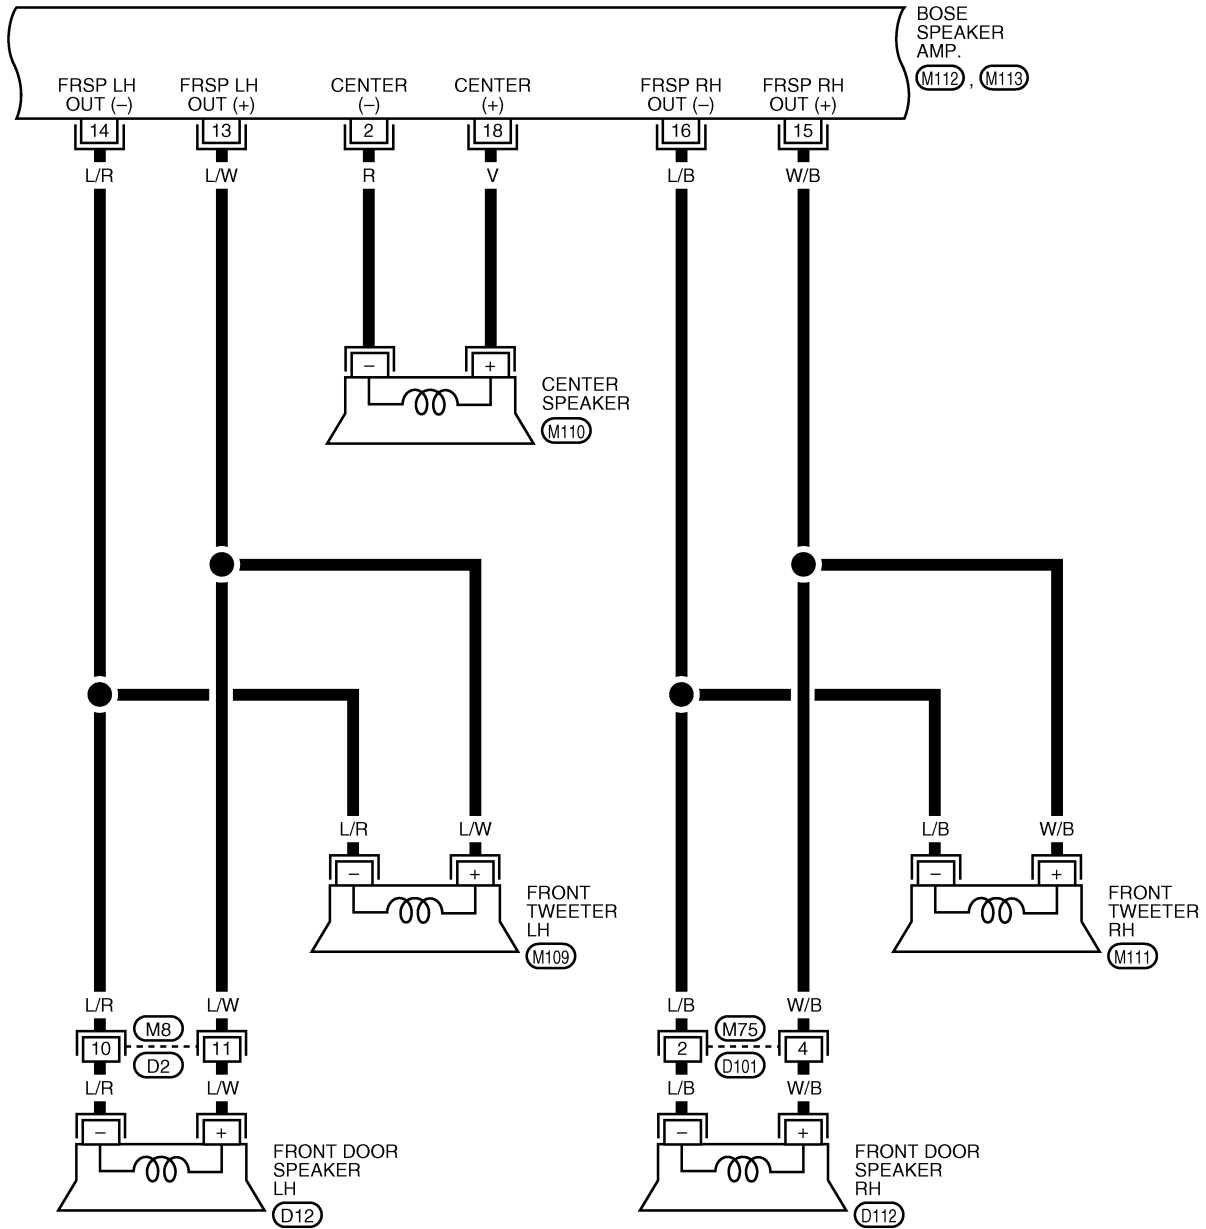 BOSE
SPEAKER
AMP.
M112 , M113
FRSP LH
OUT (–)
FRSP LH
OUT (+)
CENTER
(–)
CENTER
(+)
FRSP RH
OUT (–)
FRSP RH
OUT (+)
14
13
2
18
16
15
L/R
L/W
R
V
L/B
W/B
–
+
CENTER
SPEAKER
M110
L/R
L/W
L/B
W/B
–
+
–
+
FRONT
TWEETER
LH
M109
FRONT
TWEETER
RH
M111
L/R
L/W
L/B
W/B
10
M8
D2
11
2
M75
D101
4
L/R
L/W
L/B
W/B
–
+
–
+
FRONT DOOR
SPEAKER
LH
D12
FRONT DOOR
SPEAKER
RH
D112